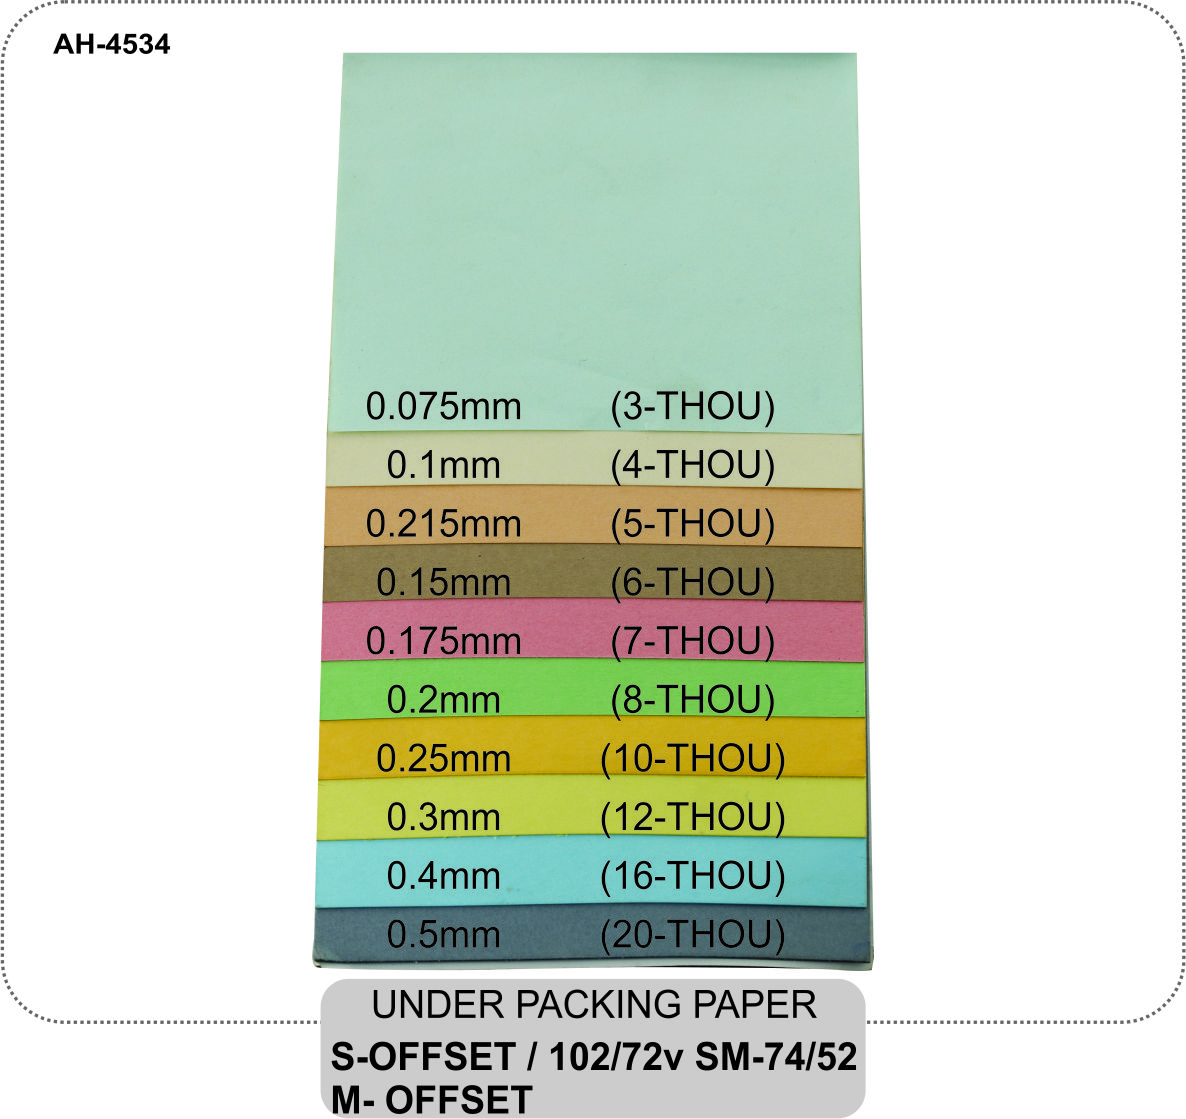 AH-4534
0.075mm (3-THOU)
0.1mm (4-THOU)
0.215mm (5-THOU)
0.15mm (6-THOU)
0.175mm (7-THOU)
0.2mm (8-THOU)
0.25mm (10-THOU)
0.3mm (12-THOU)
0.4mm (16-THOU)
0.5mm (20-THOU)
UNDER PACKING PAPER
S-OFFSET / 102/72v SM-74/52
M- OFFSET